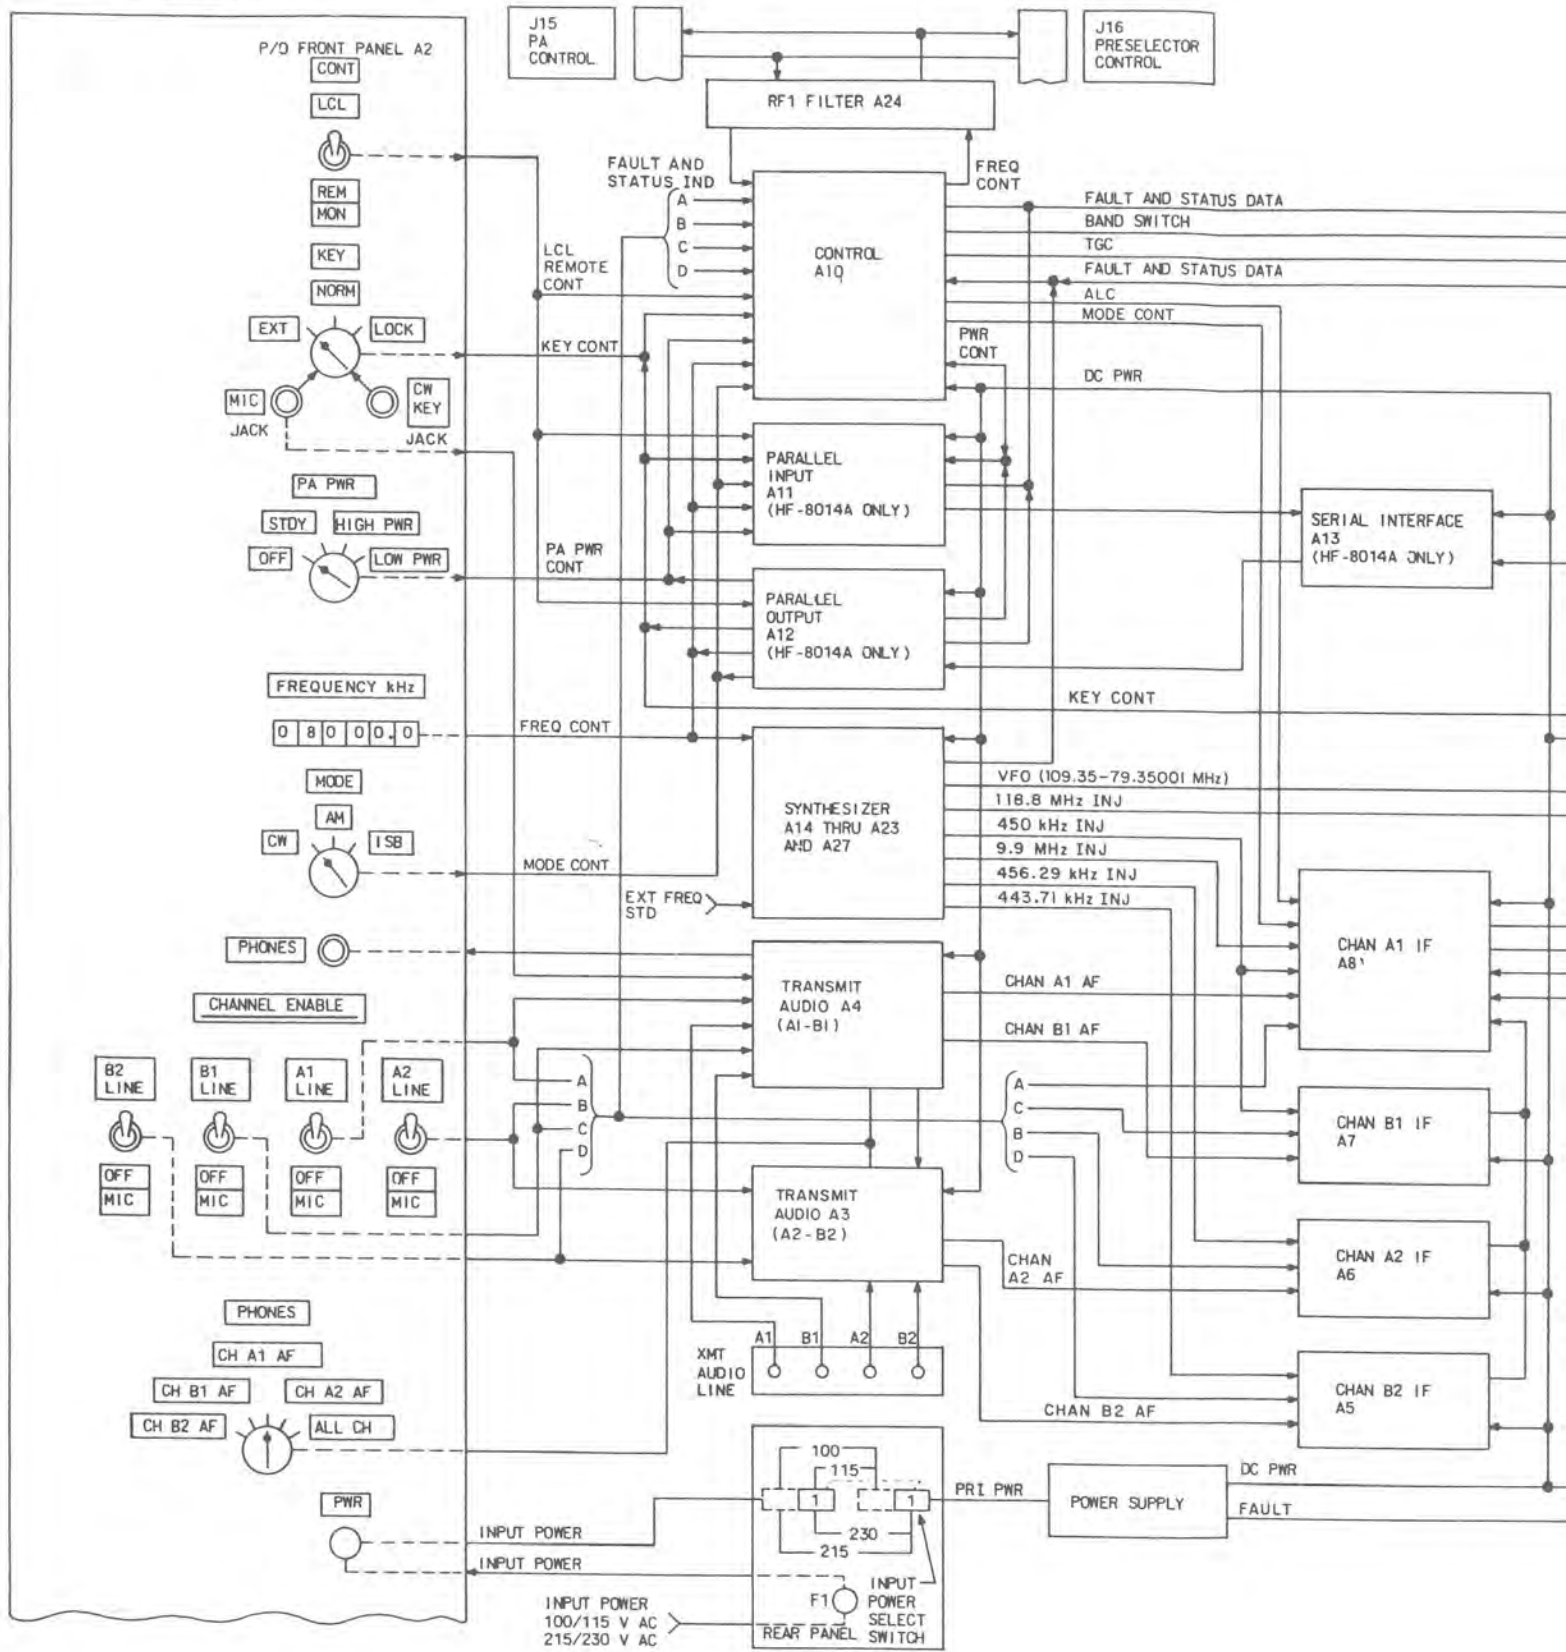 J15
PA
CONTROL
J16
PRESELECTOR
CONTROL
P/O FRONT PANEL A2
CONT
LCL
REM
MON
KEY
NORM
EXT
LOCK
MIC
JACK
CW
KEY
JACK
PA PWR
STDY
HIGH PWR
OFF
LOW PWR
FREQUENCY kHz
0 8 0 0 0.0
MODE
AM
CW
ISB
PHONES
CHANNEL ENABLE
B2
LINE
B1
LINE
A1
LINE
A2
LINE
OFF
MIC
OFF
MIC
OFF
MIC
OFF
MIC
PHONES
CH A1 AF
CH B1 AF
CH A2 AF
CH B2 AF
ALL CH
PWR
RF1 FILTER A24
FAULT AND
STATUS IND
A
B
C
D
FREQ
CONT
LCL
REMOTE
CONT
KEY CONT
CONTROL
A10
PWR
CONT
FAULT AND STATUS DATA
BAND SWITCH
TGC
FAULT AND STATUS DATA
ALC
MODE CONT
DC PWR
PARALLEL
INPUT
A11
(HF-8014A ONLY)
PA PWR
CONT
PARALLEL
OUTPUT
A12
(HF-8014A ONLY)
SERIAL INTERFACE
A13
(HF-8014A ONLY)
KEY CONT
FREQ CONT
MODE CONT
EXT FREQ
STD
SYNTHESIZER
A14 THRU A23
AND A27
VFO (109.35-79.35001 MHz)
118.8 MHz INJ
450 kHz INJ
9.9 MHz INJ
456.29 kHz INJ
443.71 kHz INJ
TRANSMIT
AUDIO A4
(A1-B1)
CHAN A1 AF
CHAN B1 AF
A
B
C
D
A
C
B
D
CHAN A1 IF
A8
CHAN B1 IF
A7
TRANSMIT
AUDIO A3
(A2-B2)
CHAN
A2 AF
CHAN A2 IF
A6
XMT
AUDIO
LINE
A1
B1
A2
B2
CHAN B2 AF
CHAN B2 IF
A5
100
115
1
1
230
215
PRI PWR
POWER SUPPLY
DC PWR
FAULT
INPUT POWER
INPUT POWER
INPUT POWER
100/115 V AC
215/230 V AC
F1
INPUT
POWER
SELECT
SWITCH
REAR PANEL